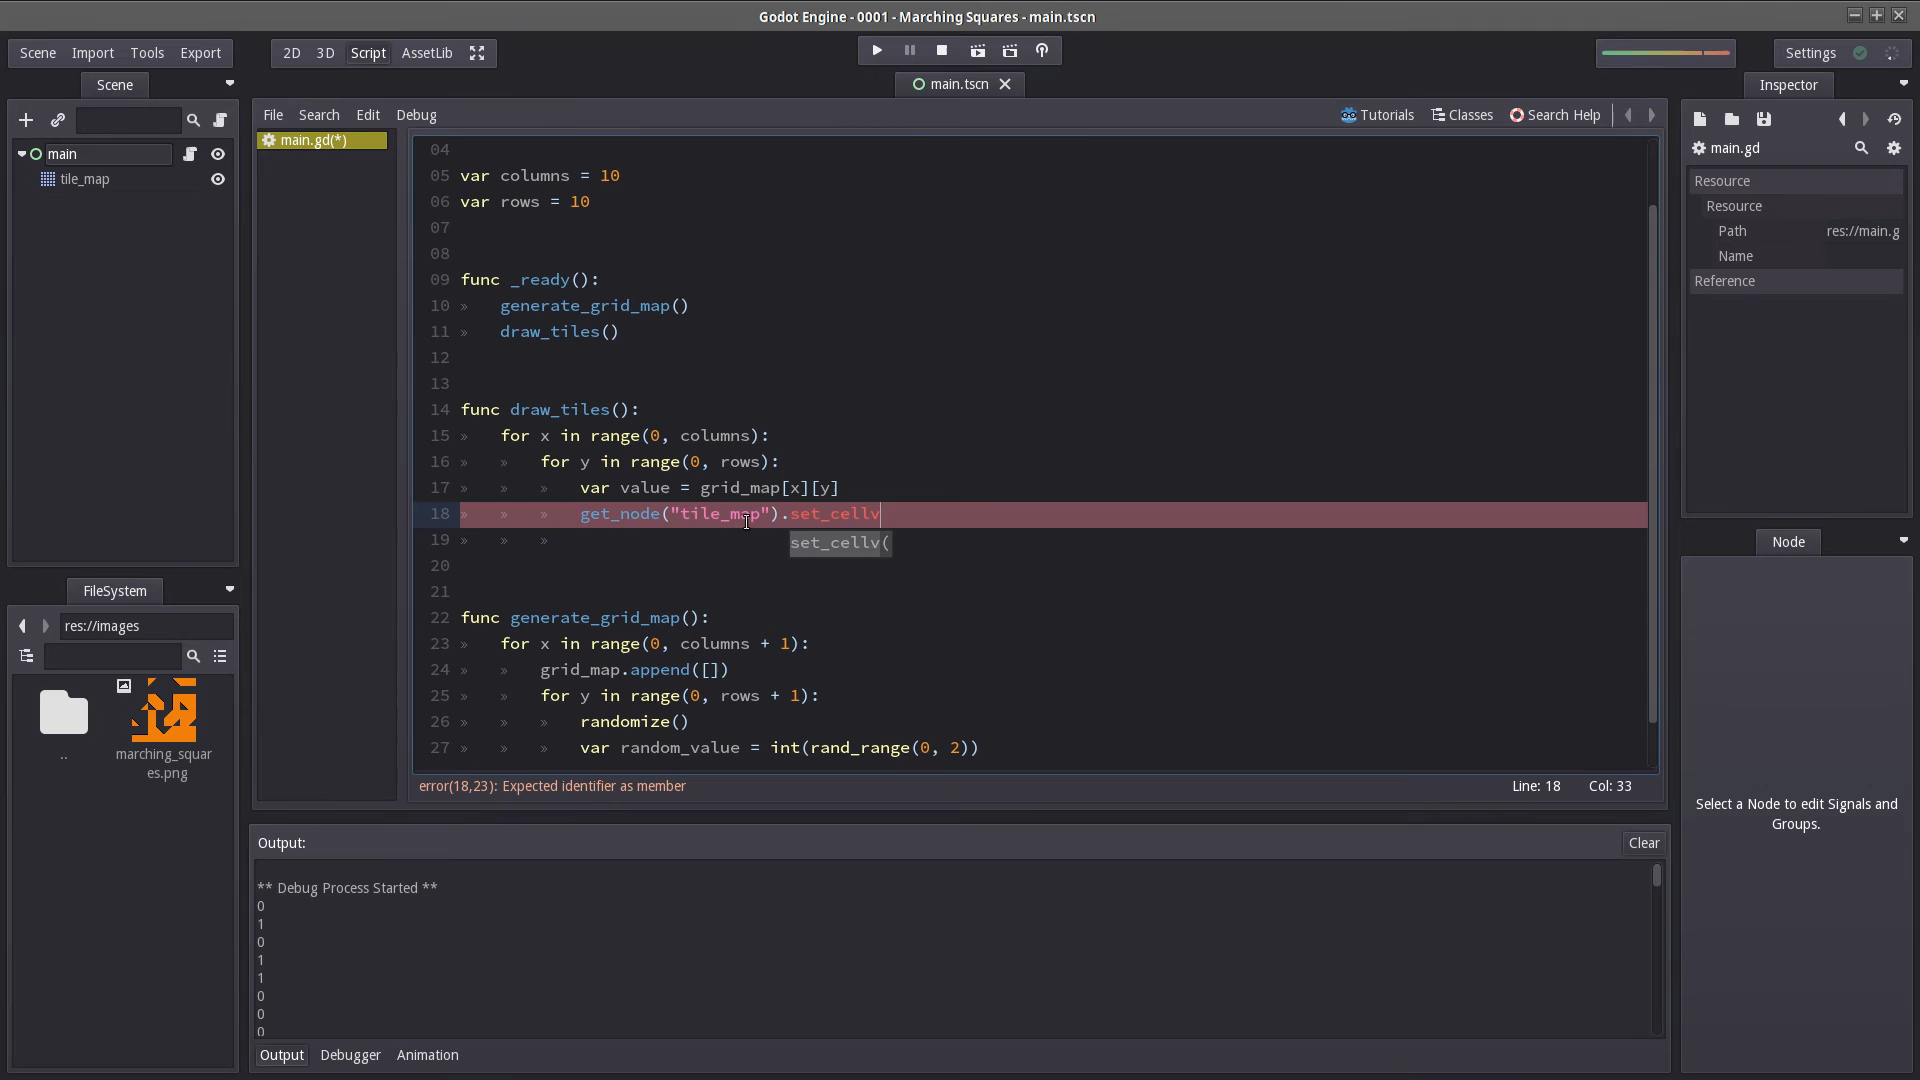 Godot Engine - 0001 - Marching Squares - main.tscn
Scene Import Tools Export
2D 3D Script AssetLib
Settings
Scene
main.tscn
Inspector
File Search Edit Debug
Tutorials Classes Search Help
main
tile_map
main.gd(*)
main.gd
Resource
Resource
Path res://main.g
Name
Reference
04
05 var columns = 10
06 var rows = 10
07
08
09 func _ready():
10 » generate_grid_map()
11 » draw_tiles()
12
13
14 func draw_tiles():
15 » for x in range(0, columns):
16 » » for y in range(0, rows):
17 » » » var value = grid_map[x][y]
18 » » » get_node("tile_map").set_cellv
19 » » »
set_cellv(
20
21
22 func generate_grid_map():
23 » for x in range(0, columns + 1):
24 » » grid_map.append([])
25 » » for y in range(0, rows + 1):
26 » » » randomize()
27 » » » var random_value = int(rand_range(0, 2))
error(18,23): Expected identifier as member
Line: 18 Col: 33
FileSystem
res://images
..
marching_squar
es.png
Node
Select a Node to edit Signals and
Groups.
Output:
Clear
** Debug Process Started **
0
1
0
1
1
0
0
0
Output Debugger Animation